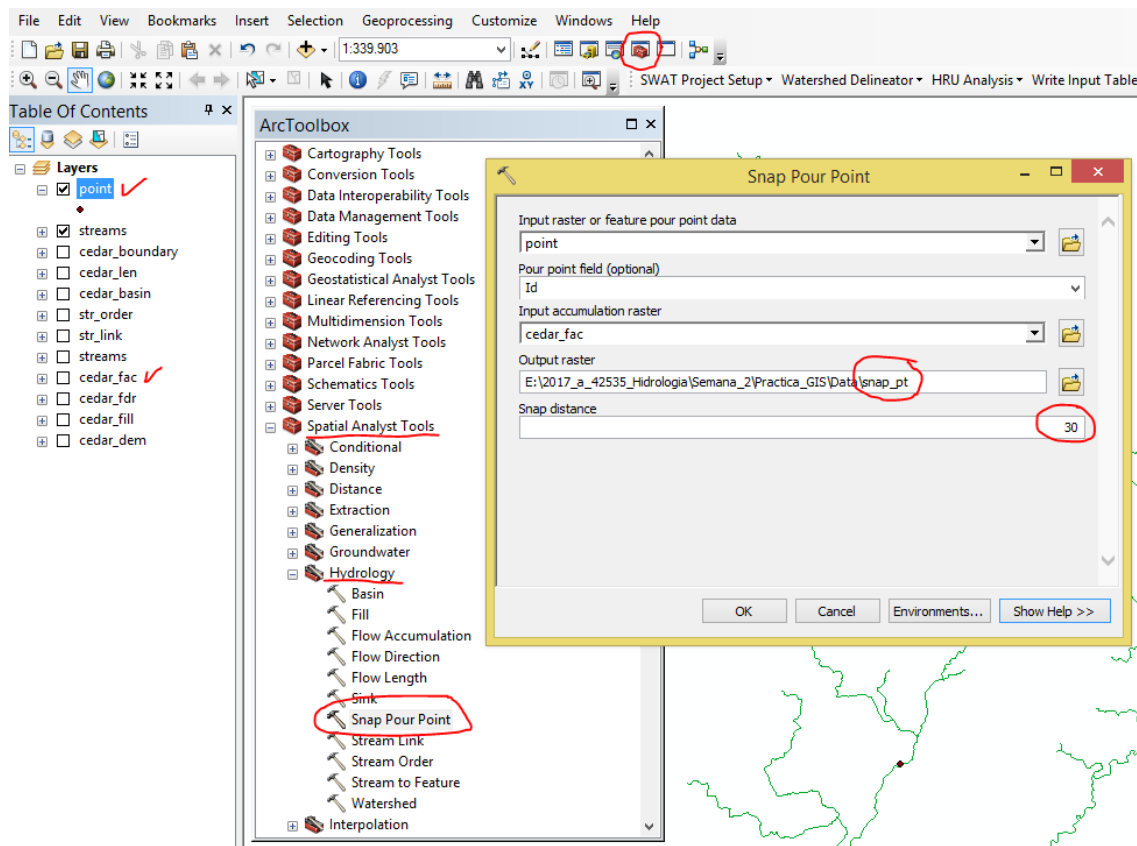 File Edit View Bookmarks Insert Selection Geoprocessing Customize Windows Help
1:339.903
SWAT Project Setup Watershed Delineator HRU Analysis Write Input Table
Table Of Contents
Layers
point
streams
cedar_boundary
cedar_len
cedar_basin
str_order
str_link
streams
cedar_fac
cedar_fdr
cedar_fill
cedar_dem
ArcToolbox
Cartography Tools
Conversion Tools
Data Interoperability Tools
Data Management Tools
Editing Tools
Geocoding Tools
Geostatistical Analyst Tools
Linear Referencing Tools
Multidimension Tools
Network Analyst Tools
Parcel Fabric Tools
Schematics Tools
Server Tools
Spatial Analyst Tools
Conditional
Density
Distance
Extraction
Generalization
Groundwater
Hydrology
Basin
Fill
Flow Accumulation
Flow Direction
Flow Length
Sink
Snap Pour Point
Stream Link
Stream Order
Stream to Feature
Watershed
Interpolation
Snap Pour Point
Input raster or feature pour point data
point
Pour point field (optional)
Id
Input accumulation raster
cedar_fac
Output raster
E:\2017_a_42535_Hidrologia\Semana_2\Practica_GIS\Data\snap_pt
Snap distance
30
OK Cancel Environments... Show Help >>